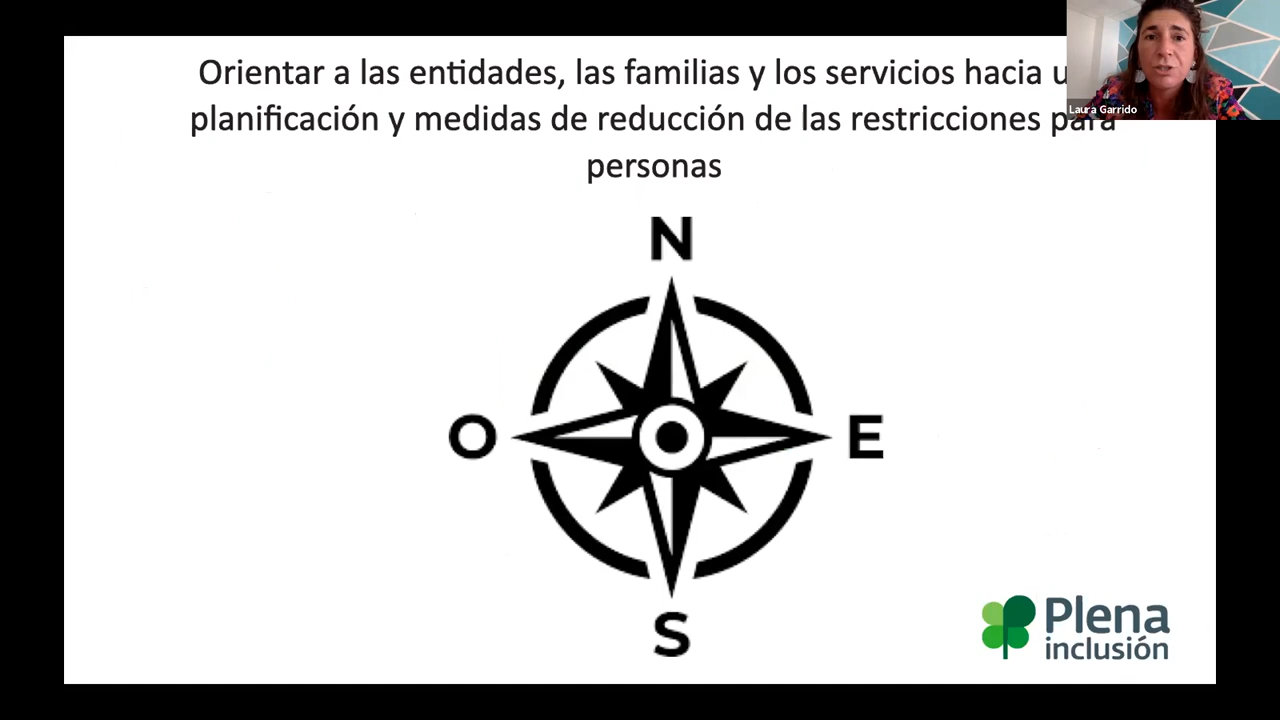 Orientar a las entidades, las familias y los servicios hacia
planificación y medidas de reducción de las restricciones para
personas
Laura Garrido
N
O
E
S
Plena
inclusión